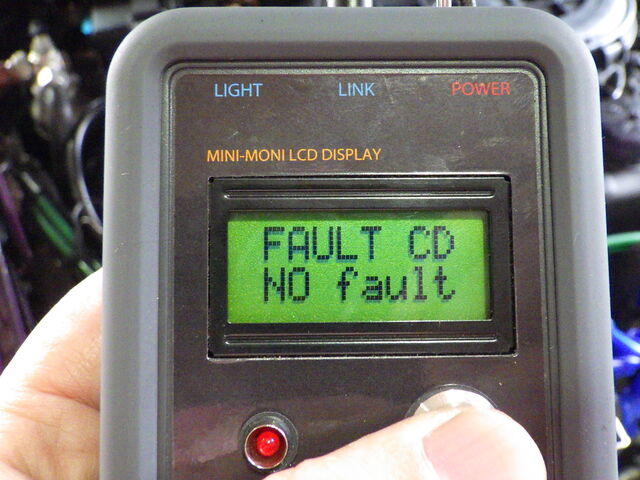 LIGHT LINK POWER
MINI-MONI LCD DISPLAY
FAULT CD
NO fault